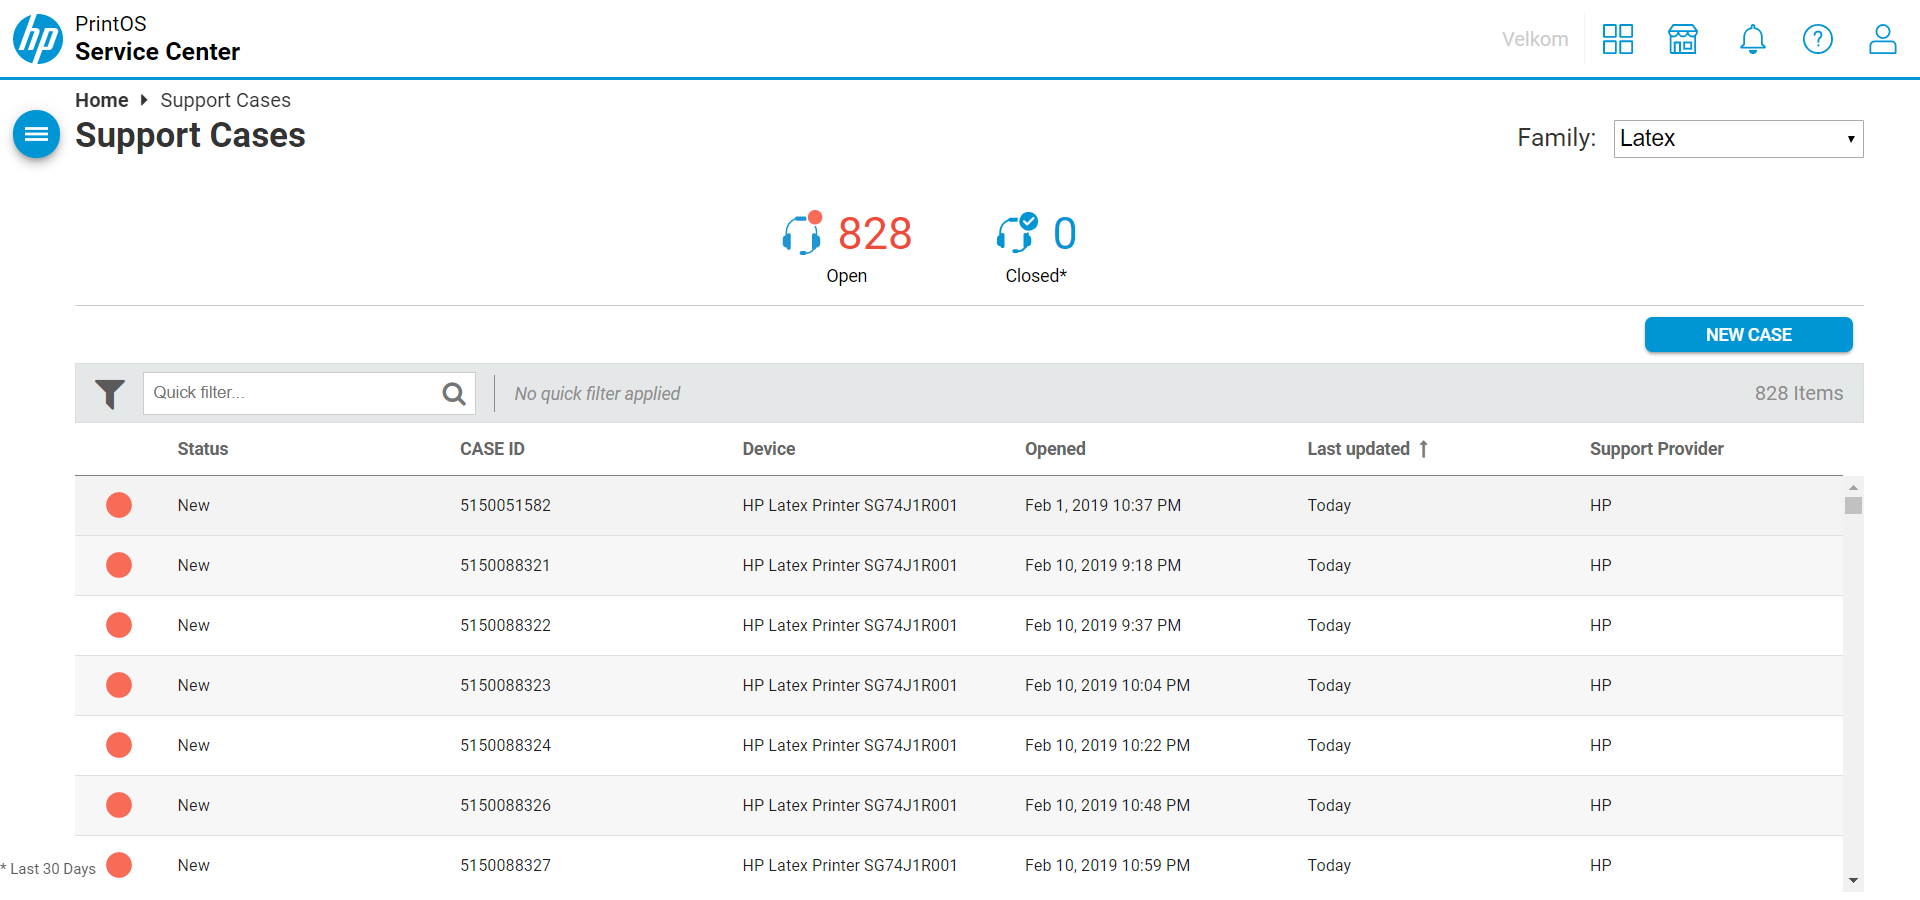 hp
PrintOS
Service Center
Velkom
?
Home Support Cases
Support Cases
Family: Latex
828 0
Open Closed*
NEW CASE
Quick filter... No quick filter applied 828 Items
Status CASE ID Device Opened Last updated Support Provider
New 5150051582 HP Latex Printer SG74J1R001 Feb 1, 2019 10:37 PM Today HP
New 5150088321 HP Latex Printer SG74J1R001 Feb 10, 2019 9:18 PM Today HP
New 5150088322 HP Latex Printer SG74J1R001 Feb 10, 2019 9:37 PM Today HP
New 5150088323 HP Latex Printer SG74J1R001 Feb 10, 2019 10:04 PM Today HP
New 5150088324 HP Latex Printer SG74J1R001 Feb 10, 2019 10:22 PM Today HP
New 5150088326 HP Latex Printer SG74J1R001 Feb 10, 2019 10:48 PM Today HP
New 5150088327 HP Latex Printer SG74J1R001 Feb 10, 2019 10:59 PM Today HP
* Last 30 Days